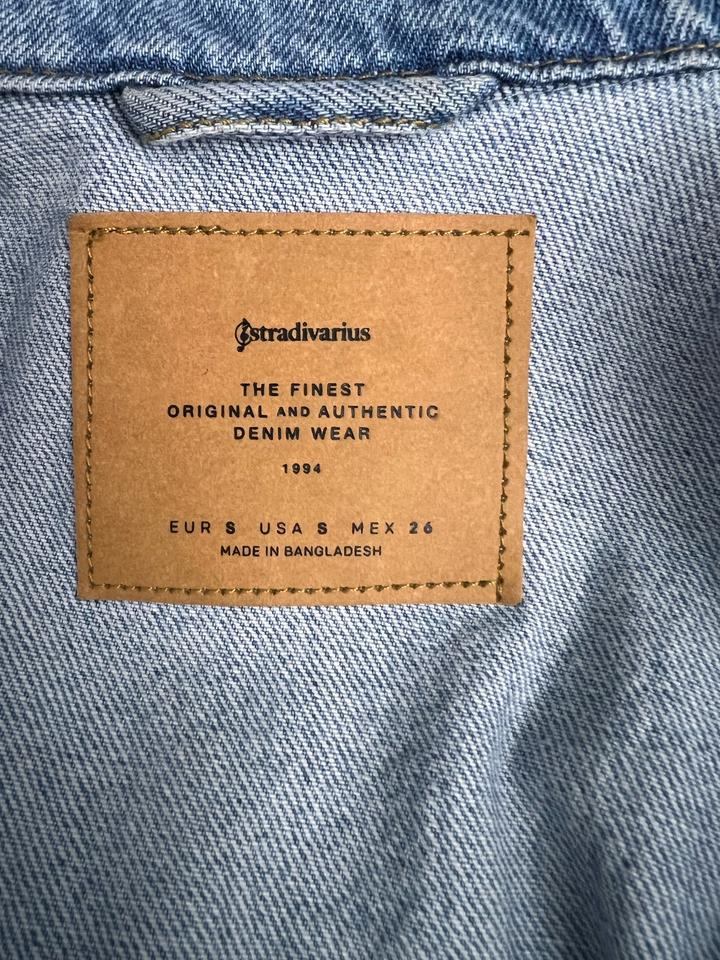 stradivarius
THE FINEST
ORIGINAL AND AUTHENTIC
DENIM WEAR
1994
EUR S USA S MEX 26
MADE IN BANGLADESH